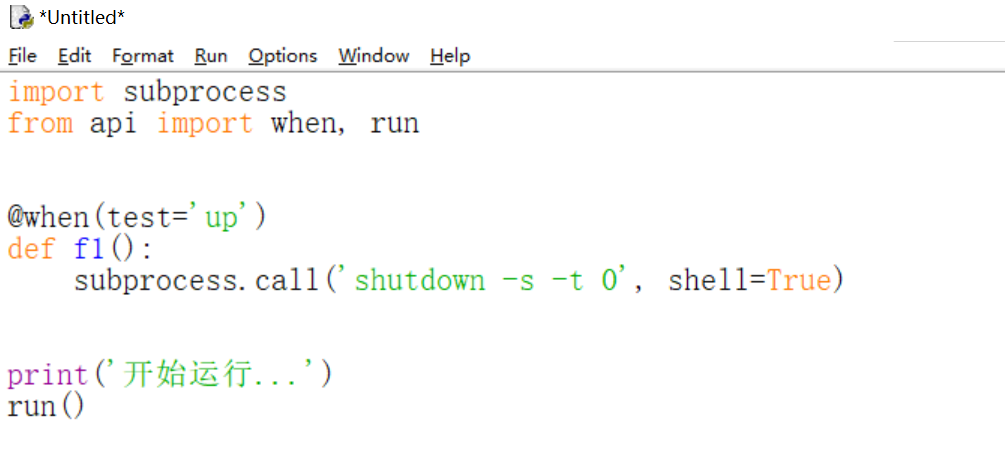 *Untitled*
File Edit Format Run Options Window Help
import subprocess
from api import when, run
@when(test='up')
def f1():
    subprocess.call('shutdown -s -t 0', shell=True)
print('开始运行...')
run()